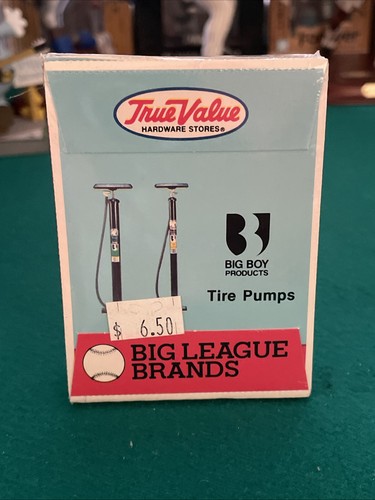 True Value
HARDWARE STORES®
BIG BOY
PRODUCTS
Tire Pumps
$ 6.50
BIG LEAGUE
BRANDS